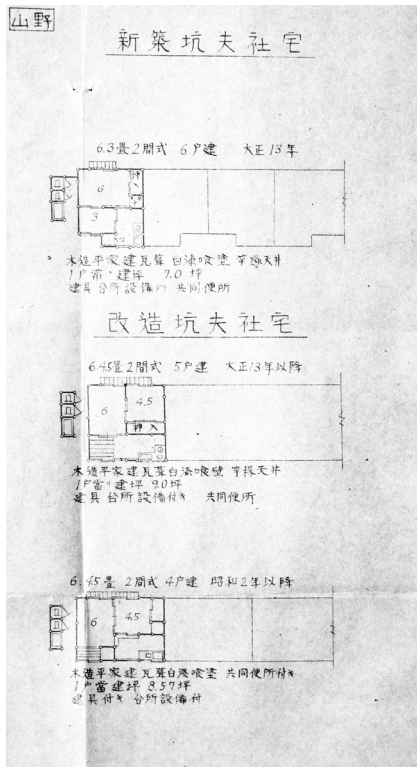 山野
新築坑夫社宅
6.3畳2間式 6戸建 大正13年
6
押入
3
入口
木造平家建瓦葺白漆喰塗竿縁天井
1戸當リ建坪 7.0坪
建具台所設備付 共同便所
改造坑夫社宅
6.45畳2間式 5戸建 大正13年以降
6
4.5
押入
木造平家建瓦葺白漆喰壁竿縁天井
1戸當リ建坪 9.0坪
建具台所設備付キ 共同便所
6.45畳 2間式 4戸建 昭和2年以降
6
4.5
木造平家建瓦葺白漆喰塗 共同便所付キ
1戸當建坪 8.57坪
建具付キ 台所設備付